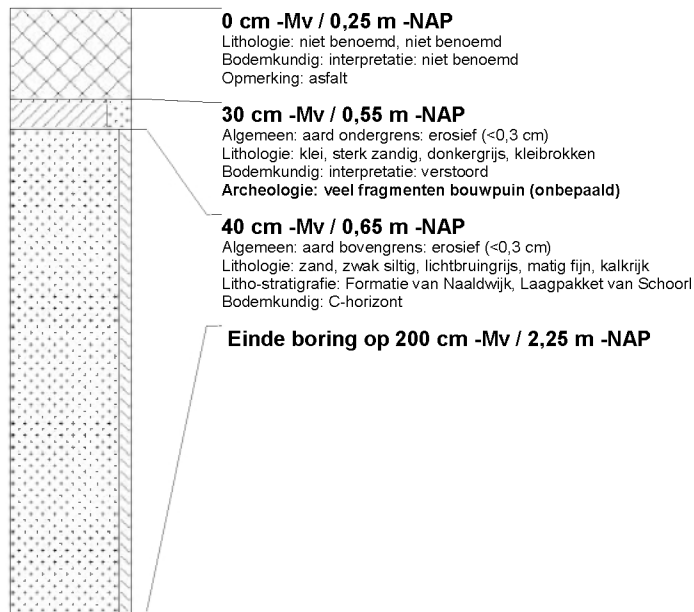 0 cm -Mv / 0,25 m -NAP
Lithologie: niet benoemd, niet benoemd
Bodemkundig: interpretatie: niet benoemd
Opmerking: asfalt
30 cm -Mv / 0,55 m -NAP
Algemeen: aard ondergrens: erosief (<0,3 cm)
Lithologie: klei, sterk zandig, donkergrijs, kleibrokken
Bodemkundig: interpretatie: verstoord
Archeologie: veel fragmenten bouwpuin (onbepaald)
40 cm -Mv / 0,65 m -NAP
Algemeen: aard bovengrens: erosief (<0,3 cm)
Lithologie: zand, zwak siltig, lichtbruingrijs, matig fijn, kalkrijk
Litho-stratigrafie: Formatie van Naaldwijk, Laagpakket van Schoorl
Bodemkundig: C-horizont
Einde boring op 200 cm -Mv / 2,25 m -NAP